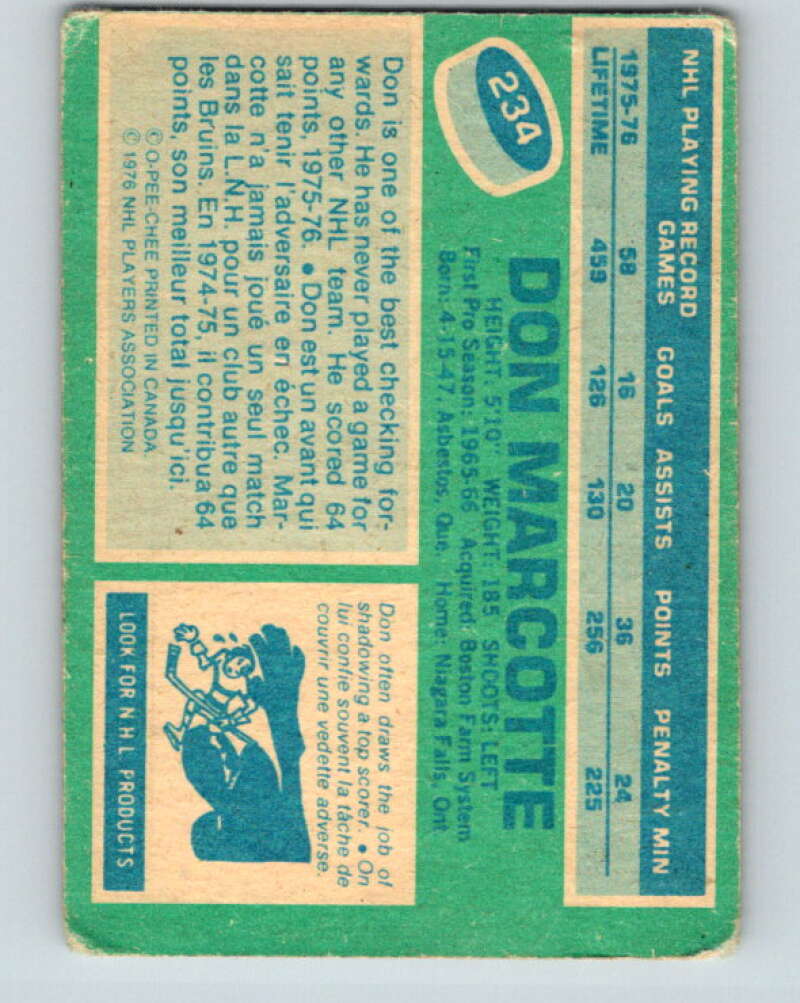 234
NHL PLAYING RECORD
GAMES GOALS ASSISTS POINTS PENALTY MIN
1975-76 58 16 20 36 24
LIFETIME 459 126 130 256 225
DON MARCOTTE
HEIGHT: 5'10" WEIGHT: 185 SHOOTS: LEFT
First Pro Season: 1965-66 Acquired: Boston Farm System
Born: 4-15-47, Asbestos, Que. Home: Niagara Falls, Ont
Don is one of the best checking for-
wards. He has never played a game for
any other NHL team. He scored 64
points, 1975-76. • Don est un avant qui
sait tenir l'adversaire en échec. Mar-
cotte n'a jamais joué un seul match
dans la L.N.H. pour un club autre que
les Bruins. En 1974-75, il contribua 64
points, son meilleur total jusqu'ici.
© O-PEE-CHEE PRINTED IN CANADA
© 1976 NHL PLAYERS ASSOCIATION
Don often draws the job of
shadowing a top scorer. • On
lui confie souvent la tâche de
couvrir une vedette adverse.
LOOK FOR NHL PRODUCTS